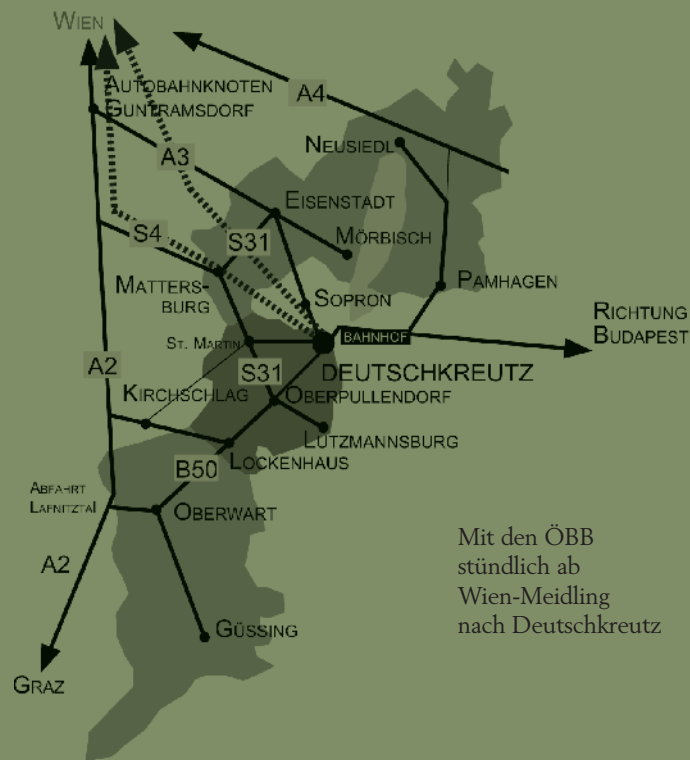 WIEN
AUTOBAHNKNOTEN
GUNTRAMSDORF
A4
NEUSIEDL
A3
EISENSTADT
S4
S31
MÖRBISCH
MATTERS-
BURG
SOPRON
PAMHAGEN
RICHTUNG
BUDAPEST
ST. MARTIN
BAHNHOF
A2
S31
DEUTSCHKREUTZ
KIRCHSCHLAG
OBERPULLENDORF
LUTZMANNSBURG
B50
LOCKENHAUS
ABFAHRT
LAFNITZTAL
OBERWART
A2
GÜSSING
GRAZ
Mit den ÖBB
stündlich ab
Wien-Meidling
nach Deutschkreutz